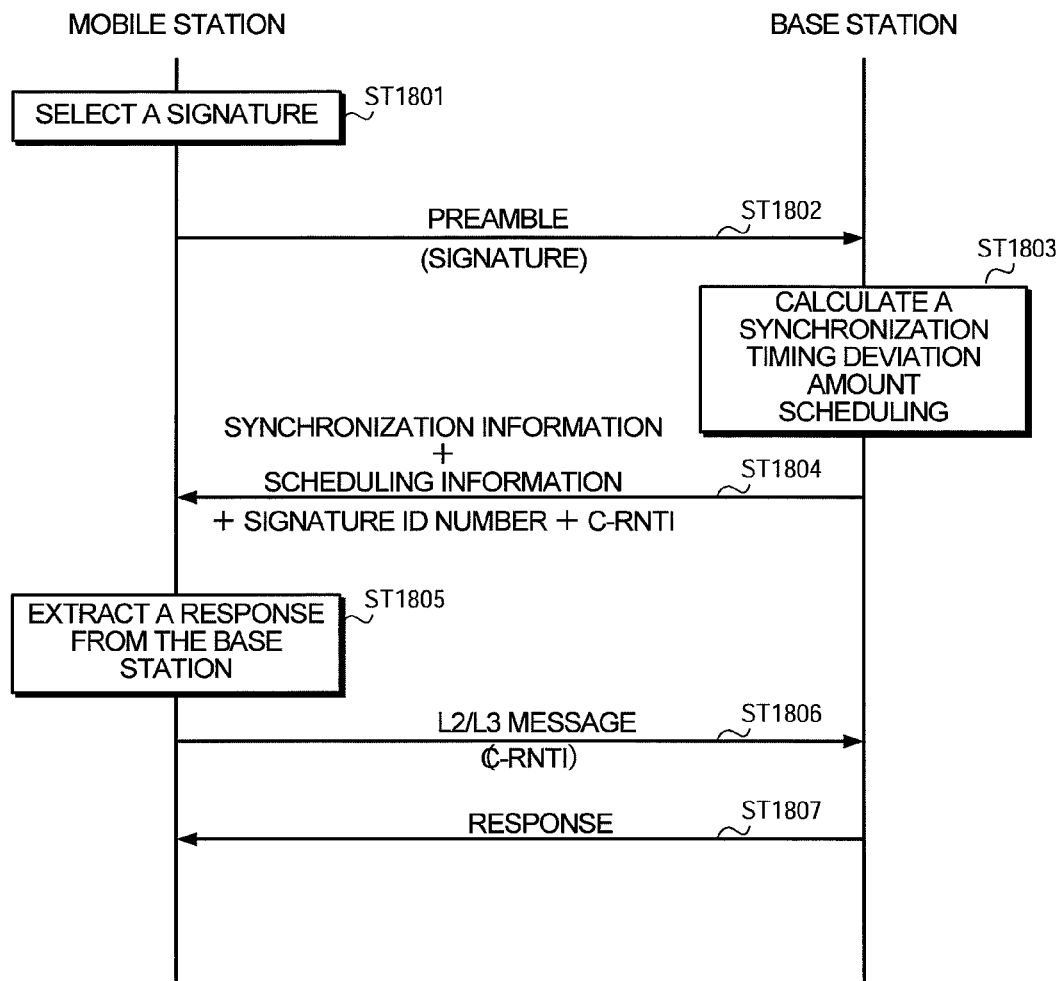 MOBILE STATION
BASE STATION
SELECT A SIGNATURE
ST1801
PREAMBLE
ST1802
(SIGNATURE)
ST1803
CALCULATE A
SYNCHRONIZATION
TIMING DEVIATION
AMOUNT
SCHEDULING
SYNCHRONIZATION INFORMATION
+
SCHEDULING INFORMATION
ST1804
+ SIGNATURE ID NUMBER + C-RNTI
EXTRACT A RESPONSE
FROM THE BASE
STATION
ST1805
L2/L3 MESSAGE
ST1806
(C-RNTI)
RESPONSE
ST1807